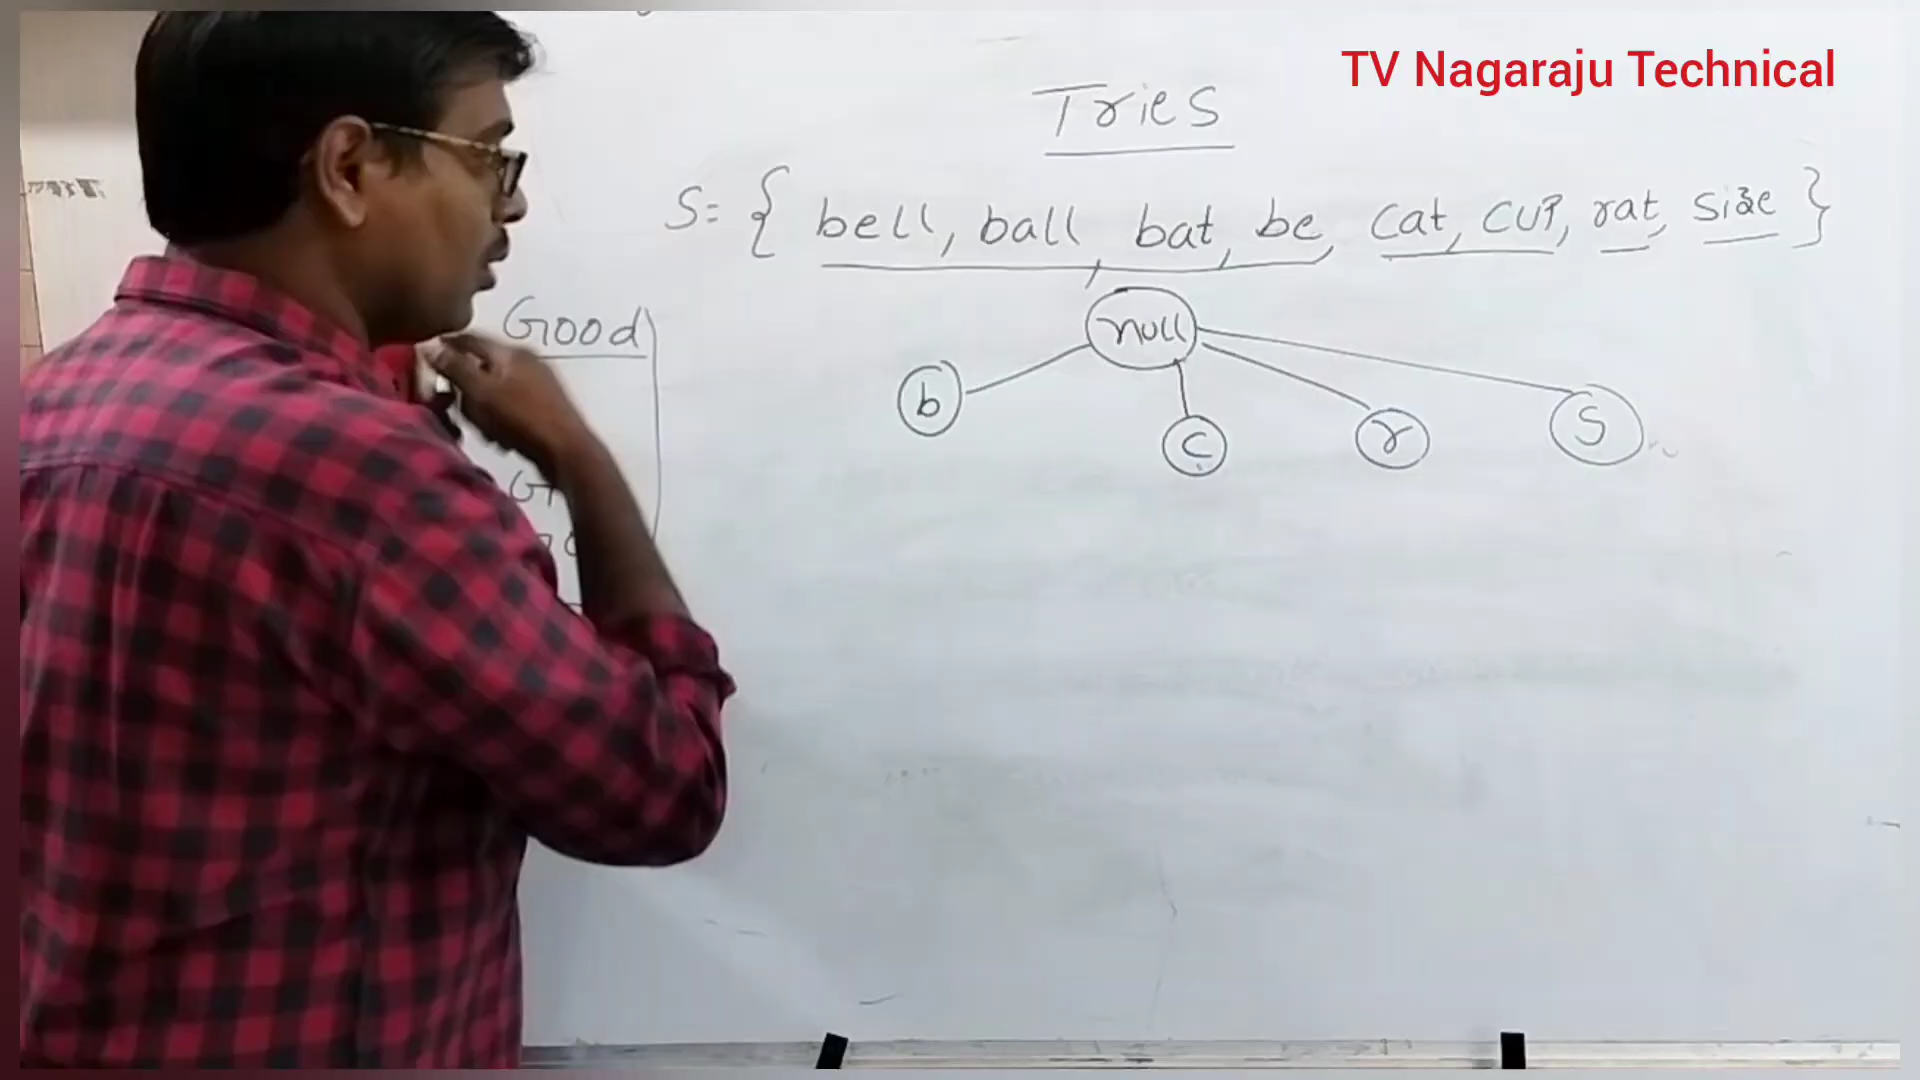 TV Nagaraju Technical
Tries
S= { bell, ball, bat, be, cat, cup, rat, size }
Good
null
b
c
r
S